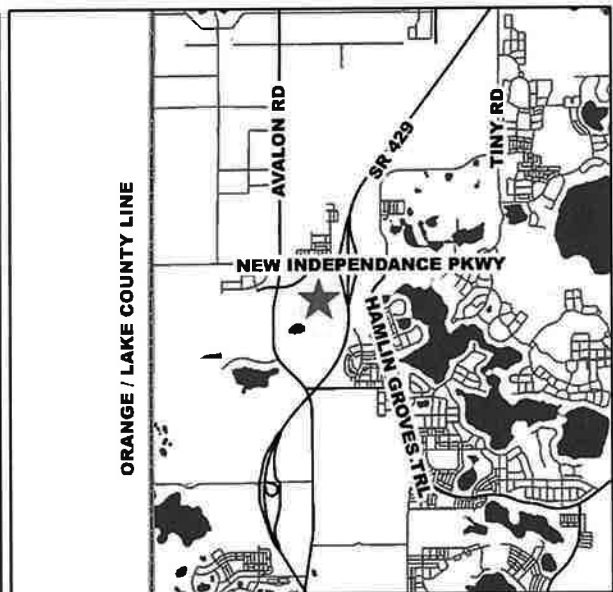 AVALON RD
SR 429
TINY RD
ORANGE / LAKE COUNTY LINE
NEW INDEPENDANCE PKWY
HAMLIN GROVES TRL